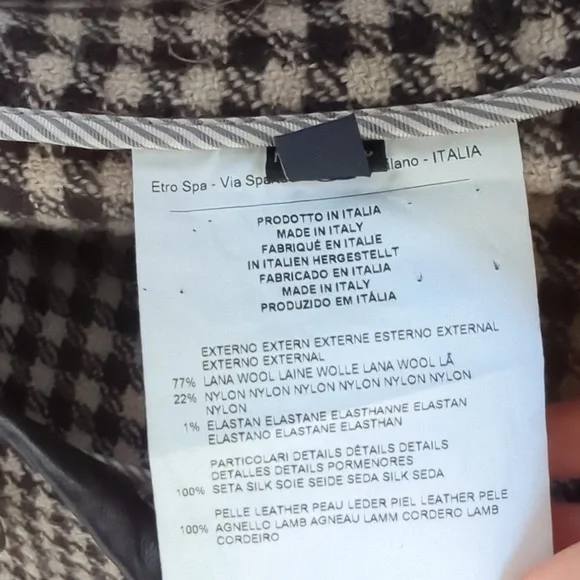 Etro Spa - Via
ITALIA
PRODOTTO IN ITALIA
MADE IN ITALY
FABRIQUÉ EN ITALIE
IN ITALIEN HERGESTELLT
FABRICADO EN ITALIA
MADE IN ITALY
PRODUZIDO EM ITÁLIA
EXTERNO EXTERN EXTERNE ESTERNO EXTERNAL
EXTERNO EXTERNAL
77% LANA WOOL LAINE WOLLE LANA WOOL LÃ
22% NYLON NYLON NYLON NYLON NYLON NYLON
NYLON
1% ELASTAN ELASTANE ELASTHANNE ELASTAN
ELASTANO ELASTANE ELASTHAN
PARTICOLARI DETAILS DÉTAILS DETAILS
DETALLES DETAILS PORMENORES
100% SETA SILK SOIE SEIDE SEDA SILK SEDA
PELLE LEATHER PEAU LEDER PIEL LEATHER PELE
100% AGNELLO LAMB AGNEAU LAMM CORDERO LAMB
CORDEIRO